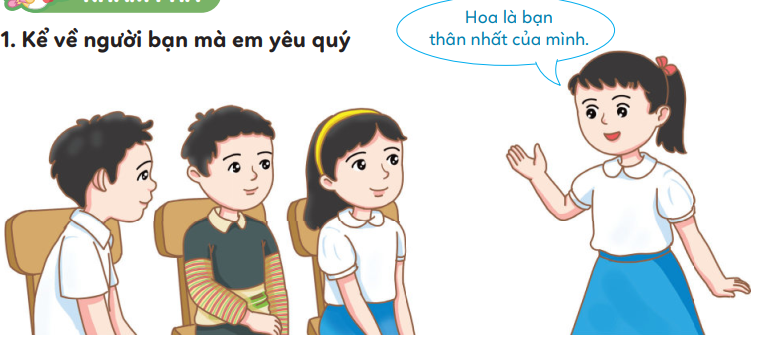 1. Kể về người bạn mà em yêu quý
Hoa là bạn
thân nhất của mình.